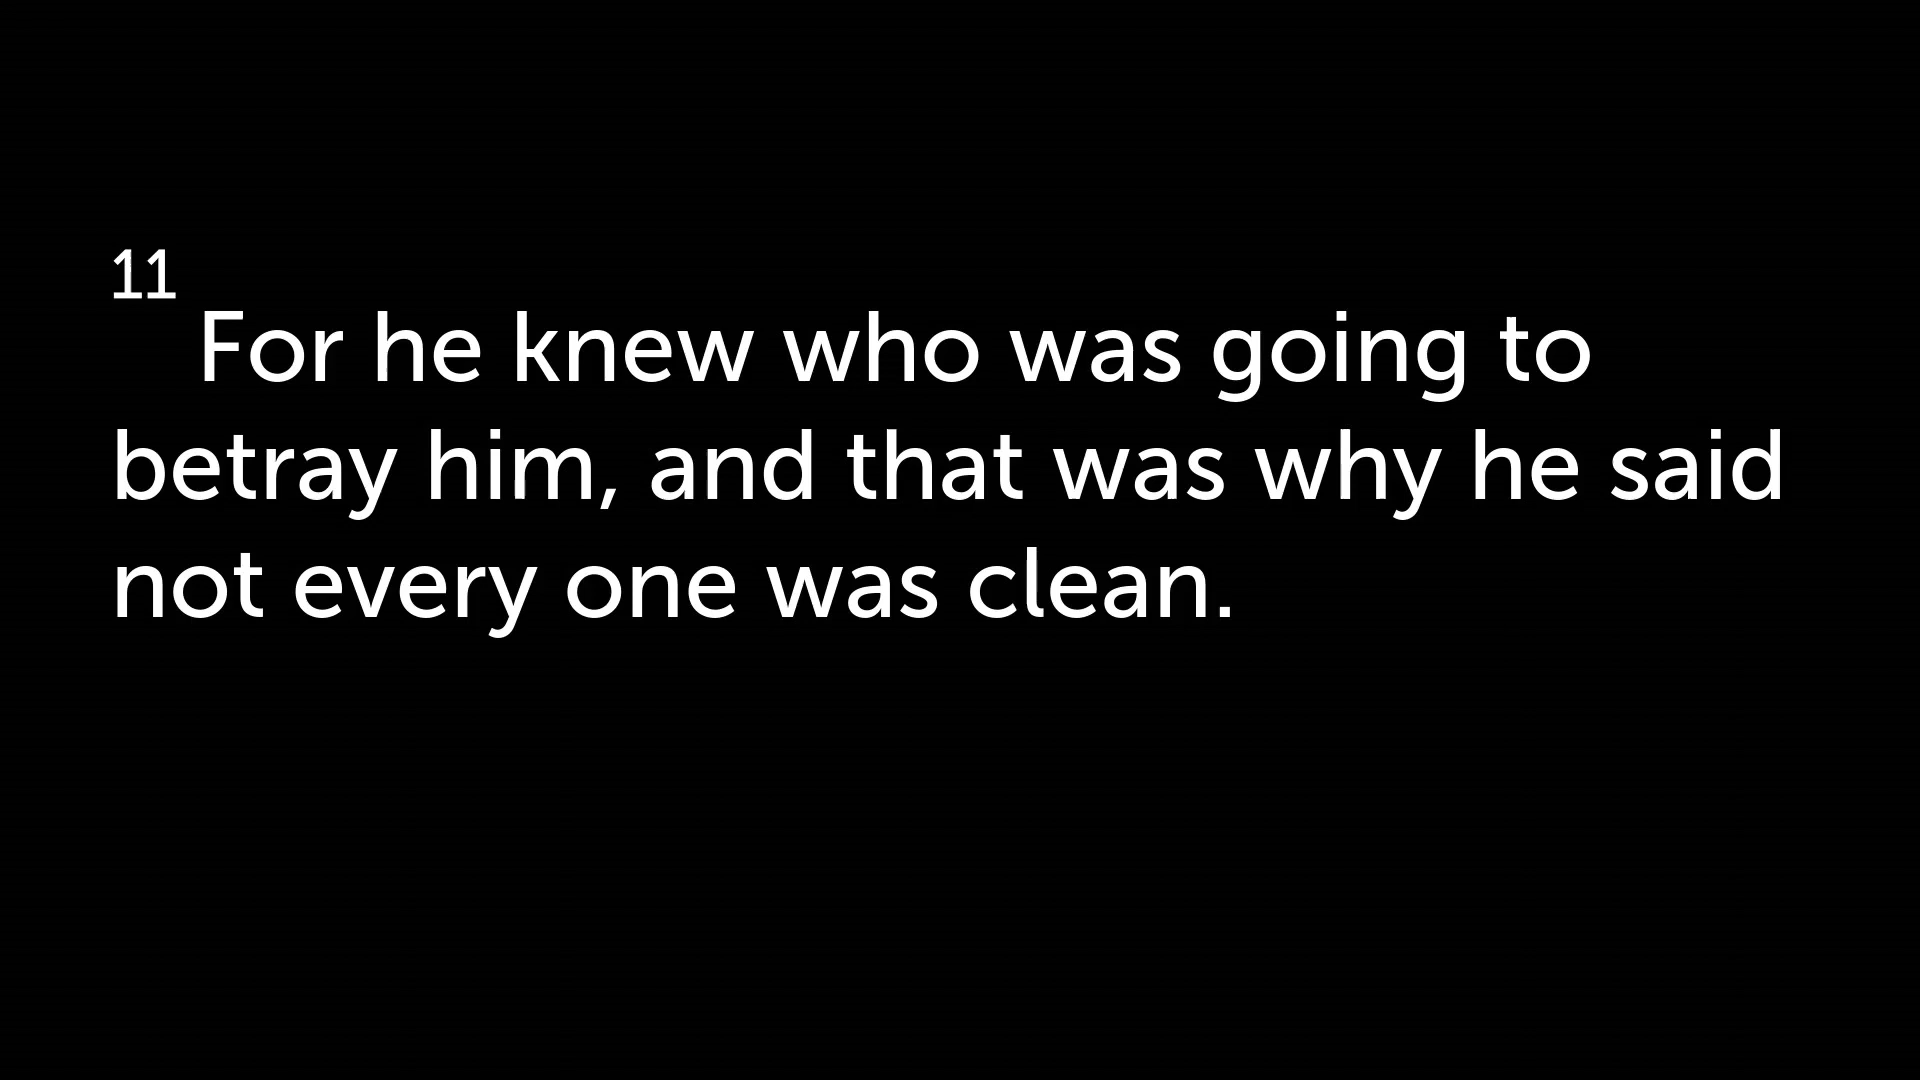 11 For he knew who was going to
betray him, and that was why he said
not every one was clean.